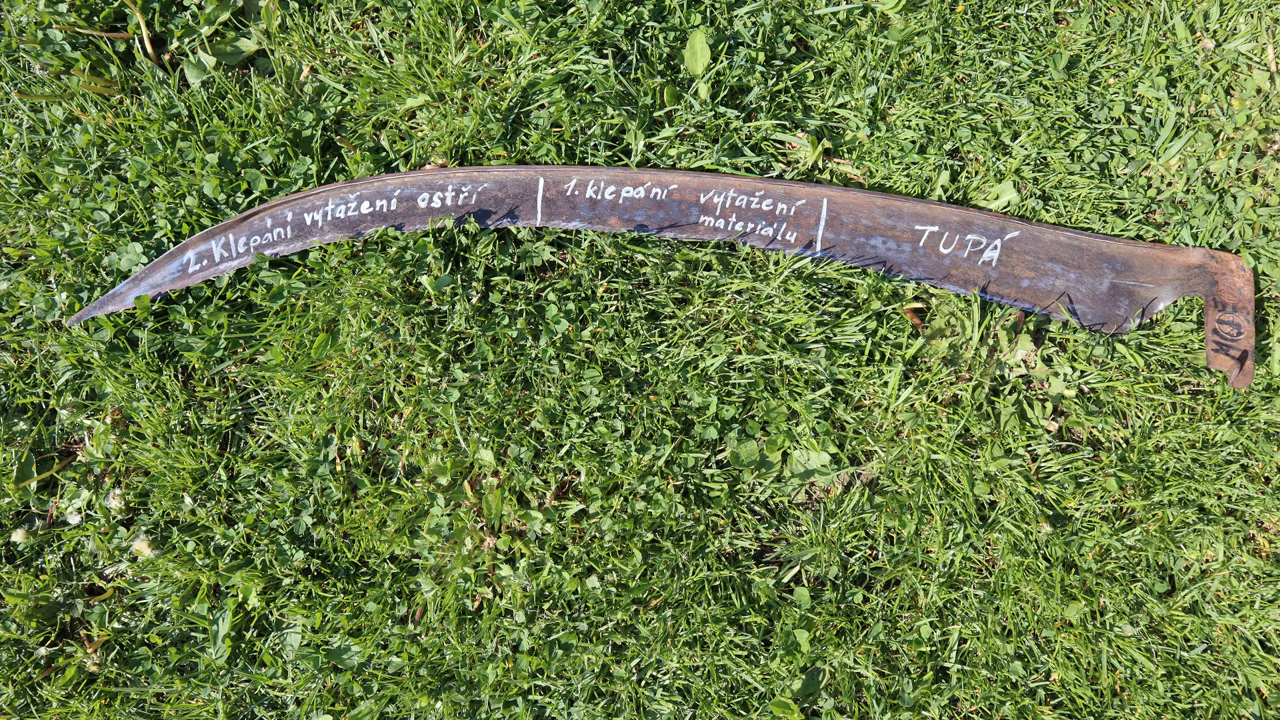 2. Klepání vytažení ostří
1. klepání vytažení
materiálu
TUPÁ